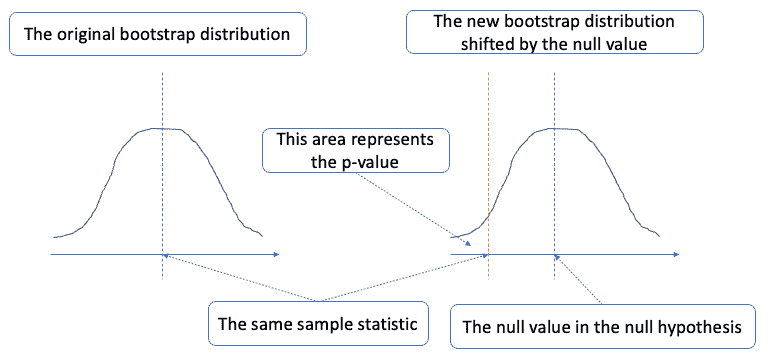 The original bootstrap distribution
The new bootstrap distribution
shifted by the null value
This area represents
the p-value
The same sample statistic
The null value in the null hypothesis